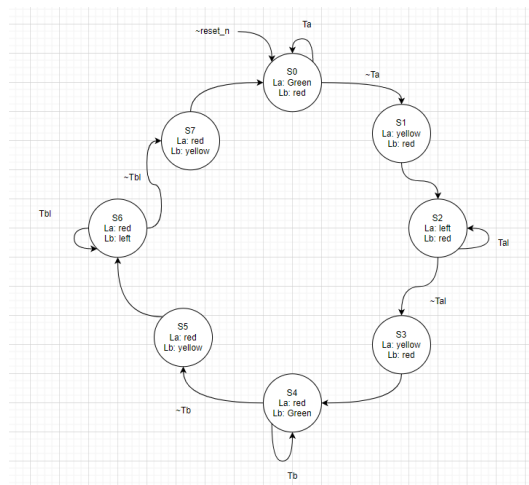 ~reset_n
Ta
S0
La: Green
Lb: red
~Ta
S1
La: yellow
Lb: red
S2
La: left
Lb: red
Tal
~Tal
S3
La: yellow
Lb: red
S4
La: red
Lb: Green
Tb
~Tb
S5
La: red
Lb: yellow
S6
La: red
Lb: left
Tbl
~Tbl
S7
La: red
Lb: yellow